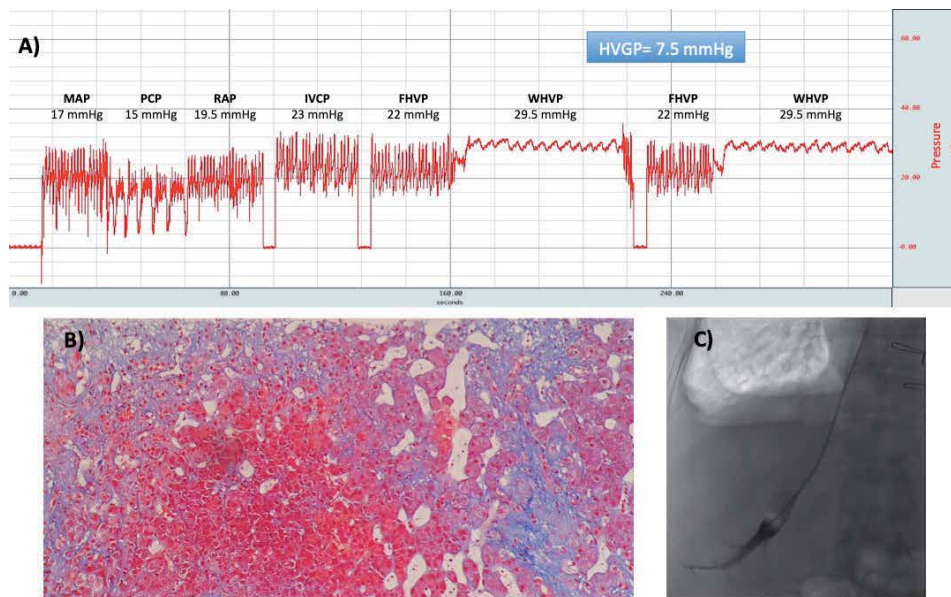 A)
HVGP= 7.5 mmHg
MAP PCP RAP IVCP FHVP WHVP FHVP WHVP
17 mmHg 15 mmHg 19.5 mmHg 23 mmHg 22 mmHg 29.5 mmHg 22 mmHg 29.5 mmHg
60.00
40.00
20.00
-0.00
Pressure
0.00 80.00 160.00 240.00
seconds
B)
C)